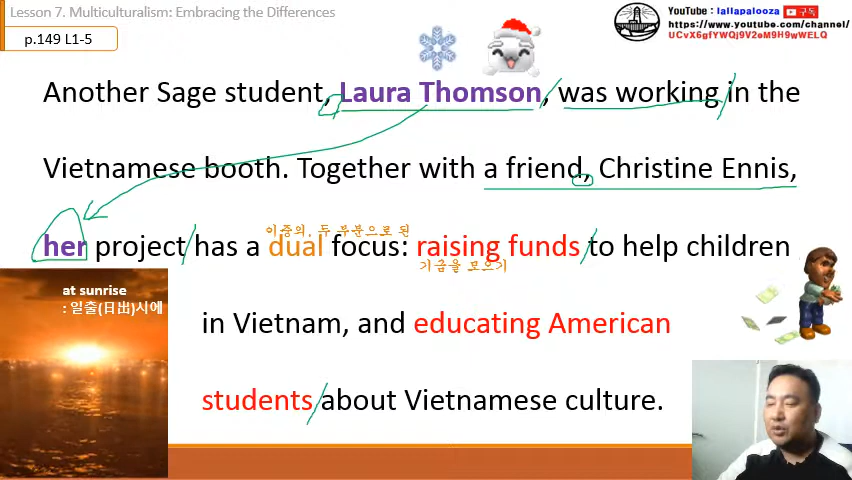 Lesson 7. Multiculturalism: Embracing the Differences
p.149 L1-5
YouTube : lallapalooza 구독
https://www.youtube.com/channel/
UCvX6gfYWQj9V2eM9H9wWELQ
Another Sage student, Laura Thomson, was working in the
Vietnamese booth. Together with a friend, Christine Ennis,
이중의, 두 부분으로 된
her project has a dual focus: raising funds to help children
기금을 모으기
in Vietnam, and educating American
students about Vietnamese culture.
at sunrise
: 일출(日出)시에